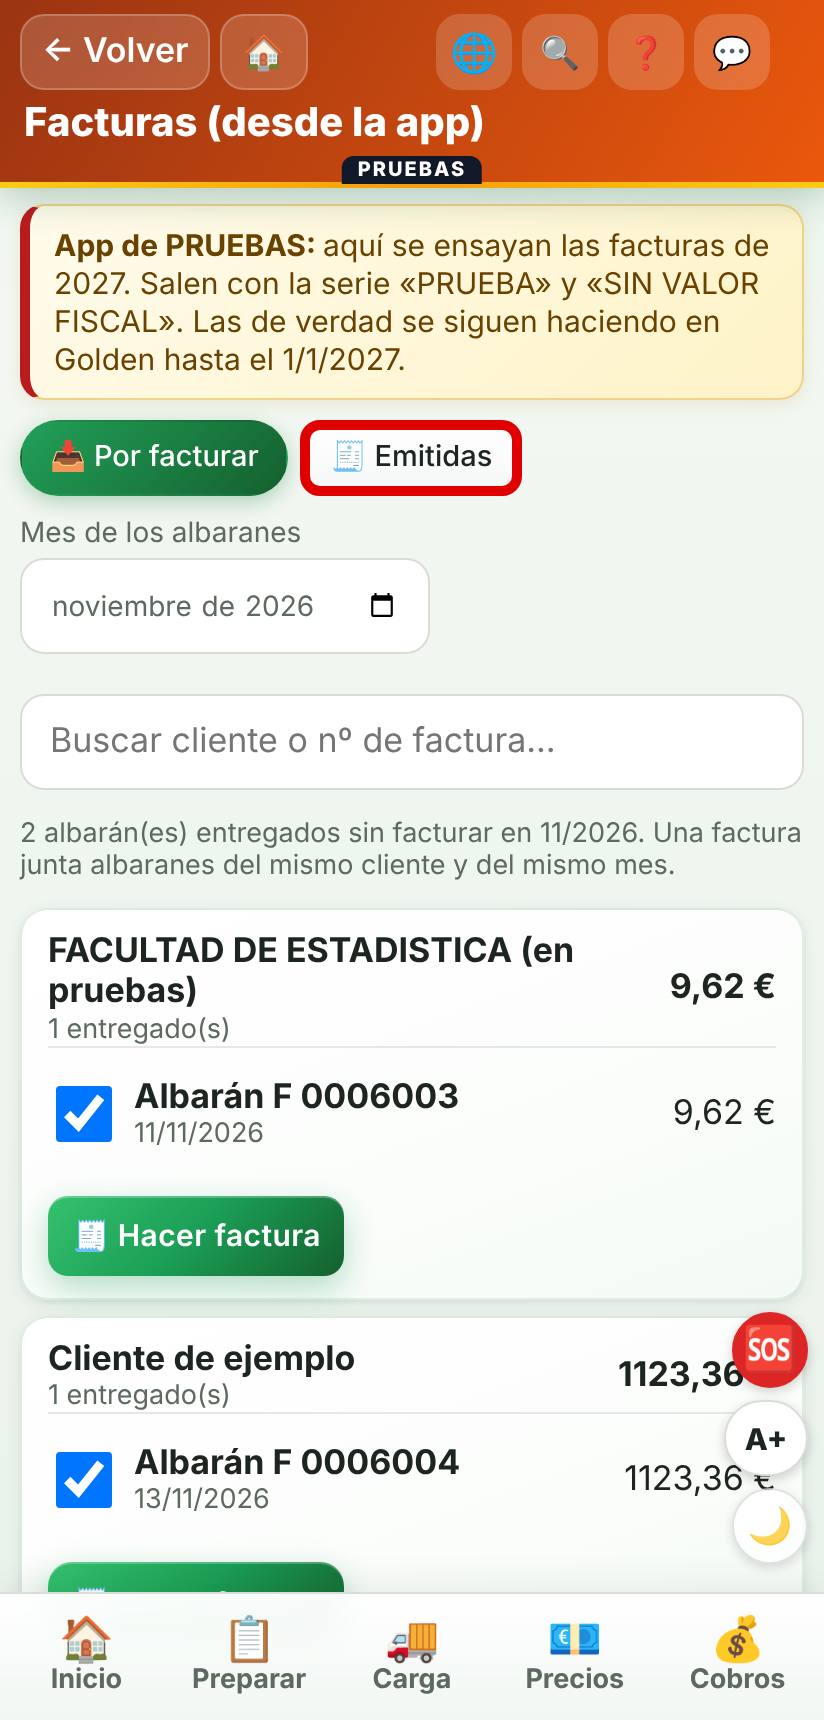 ← Volver
Facturas (desde la app)
PRUEBAS
App de PRUEBAS: aquí se ensayan las facturas de
2027. Salen con la serie «PRUEBA» y «SIN VALOR
FISCAL». Las de verdad se siguen haciendo en
Golden hasta el 1/1/2027.
Por facturar
Emitidas
Mes de los albaranes
noviembre de 2026
Buscar cliente o nº de factura...
2 albarán(es) entregados sin facturar en 11/2026. Una factura
junta albaranes del mismo cliente y del mismo mes.
FACULTAD DE ESTADISTICA (en
pruebas)
9,62 €
1 entregado(s)
Albarán F 0006003
9,62 €
11/11/2026
Hacer factura
Cliente de ejemplo
1123,36
1 entregado(s)
SOS
A+
Albarán F 0006004
1123,36 €
13/11/2026
Inicio
Preparar
Carga
Precios
Cobros